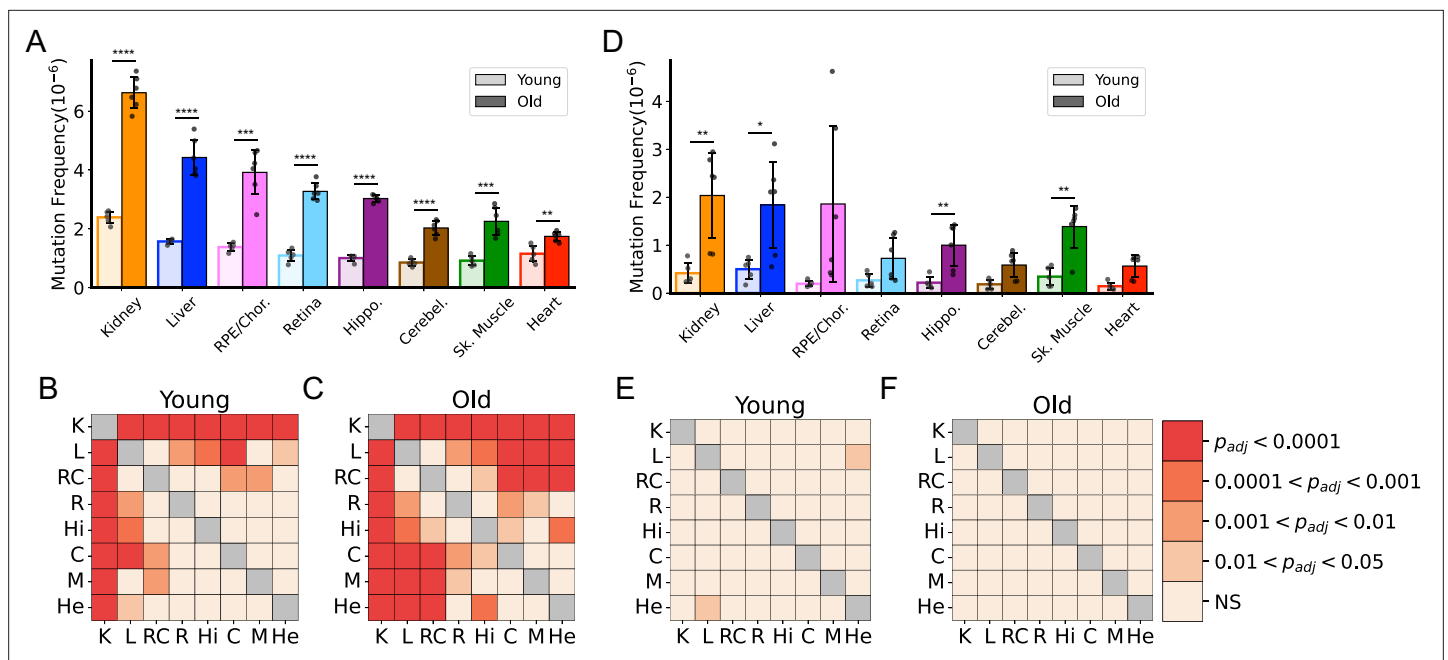 A
Mutation Frequency(10⁻⁶)
6
4
2
0
**** **** *** **** **** **** *** **
Young
Old
Kidney Liver RPE/Chor. Retina Hippo. Cerebel. Sk. Muscle Heart
D
Mutation Frequency(10⁻⁶)
4
3
2
1
0
** * ** **
Young
Old
Kidney Liver RPE/Chor. Retina Hippo. Cerebel. Sk. Muscle Heart
B
Young
K
L
RC
R
Hi
C
M
He
K L RC R Hi C M He
C
Old
K
L
RC
R
Hi
C
M
He
K L RC R Hi C M He
E
Young
K
L
RC
R
Hi
C
M
He
K L RC R Hi C M He
F
Old
K
L
RC
R
Hi
C
M
He
K L RC R Hi C M He
p_adj < 0.0001
0.0001 < p_adj < 0.001
0.001 < p_adj < 0.01
0.01 < p_adj < 0.05
NS